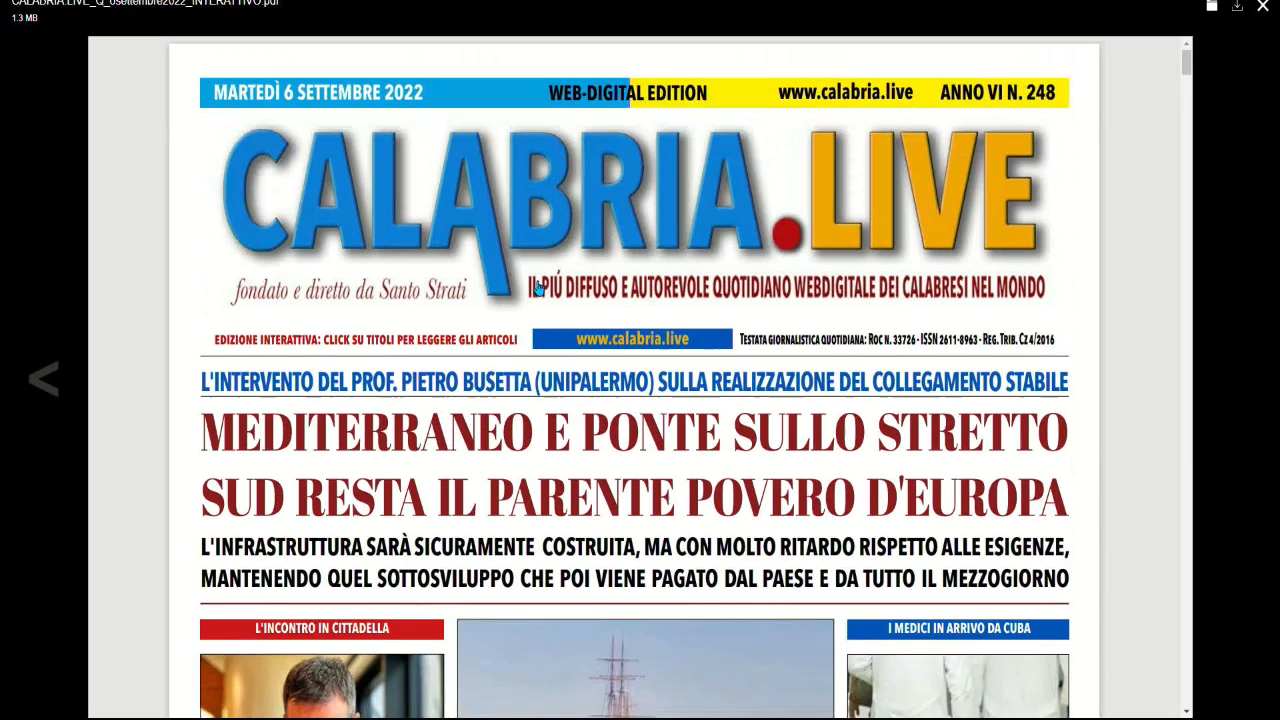 CALABRIA.LIVE_Q_6settembre2022_INTERATTIVO.pdf
1.3 MB
MARTEDÌ 6 SETTEMBRE 2022 WEB-DIGITAL EDITION www.calabria.live ANNO VI N. 248
CALABRIA.LIVE
fondato e diretto da Santo Strati IL PIÚ DIFFUSO E AUTOREVOLE QUOTIDIANO WEBDIGITALE DEI CALABRESI NEL MONDO
EDIZIONE INTERATTIVA: CLICK SU TITOLI PER LEGGERE GLI ARTICOLI www.calabria.live TESTATA GIORNALISTICA QUOTIDIANA: ROC N. 33726 - ISSN 2611-8963 - REG. TRIB. CZ 4/2016
L'INTERVENTO DEL PROF. PIETRO BUSETTA (UNIPALERMO) SULLA REALIZZAZIONE DEL COLLEGAMENTO STABILE
MEDITERRANEO E PONTE SULLO STRETTO
SUD RESTA IL PARENTE POVERO D'EUROPA
L'INFRASTRUTTURA SARÀ SICURAMENTE COSTRUITA, MA CON MOLTO RITARDO RISPETTO ALLE ESIGENZE,
MANTENENDO QUEL SOTTOSVILUPPO CHE POI VIENE PAGATO DAL PAESE E DA TUTTO IL MEZZOGIORNO
L'INCONTRO IN CITTADELLA
I MEDICI IN ARRIVO DA CUBA